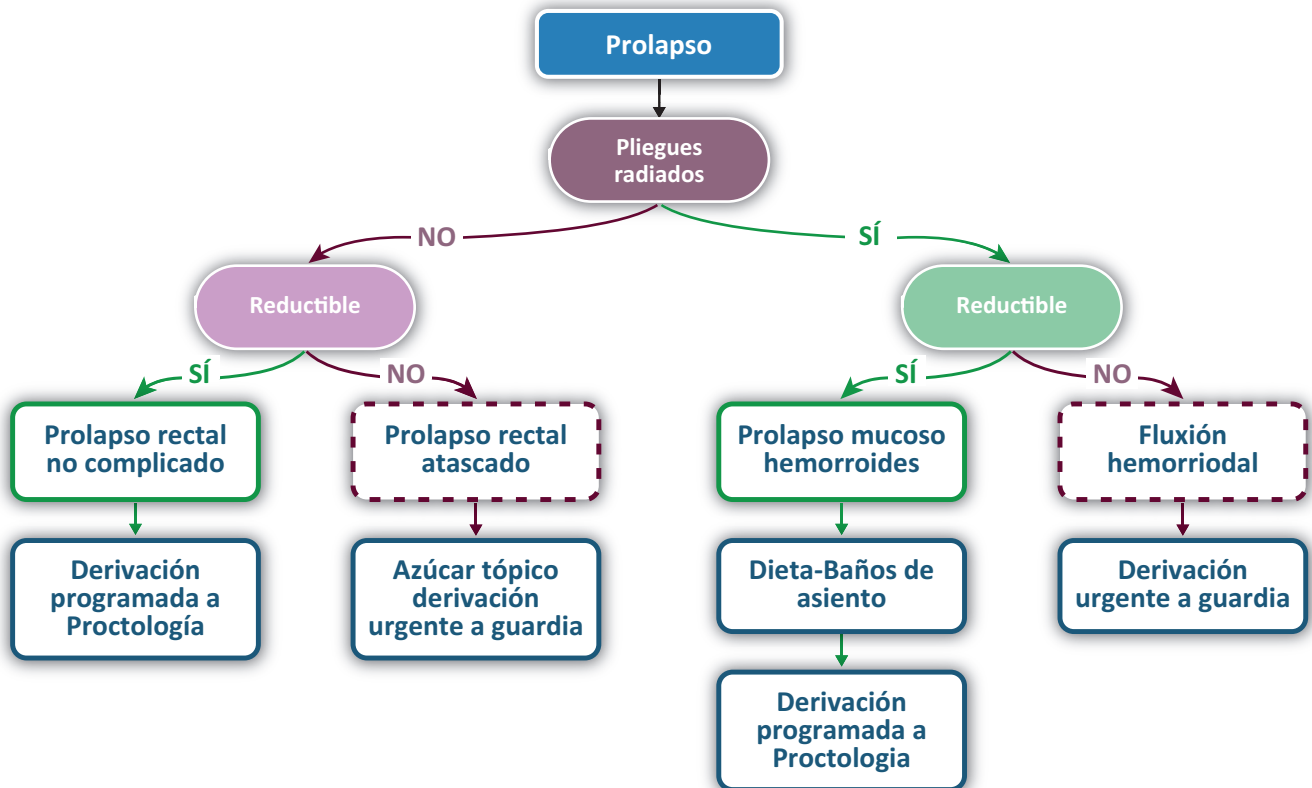 Prolapso
Pliegues
radiados
NO
SÍ
Reductible
Reductible
SÍ
NO
SÍ
NO
Prolapso rectal
no complicado
Prolapso rectal
atascado
Prolapso mucoso
hemorroides
Fluxión
hemorriodal
Derivación
programada a
Proctología
Azúcar tópico
derivación
urgente a guardia
Dieta-Baños de
asiento
Derivación
urgente a guardia
Derivación
programada a
Proctologia